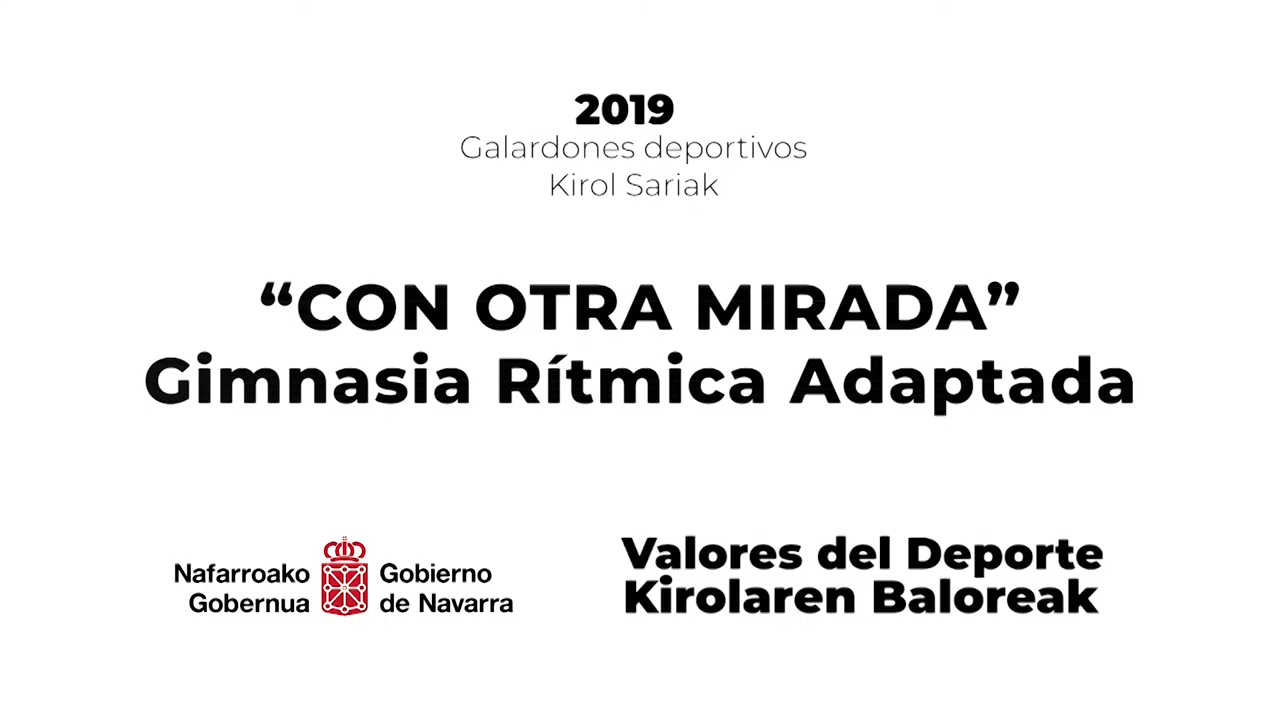 2019
Galardones deportivos
Kirol Sariak
“CON OTRA MIRADA”
Gimnasia Rítmica Adaptada
Nafarroako
Gobernua
Gobierno
de Navarra
Valores del Deporte
Kirolaren Baloreak